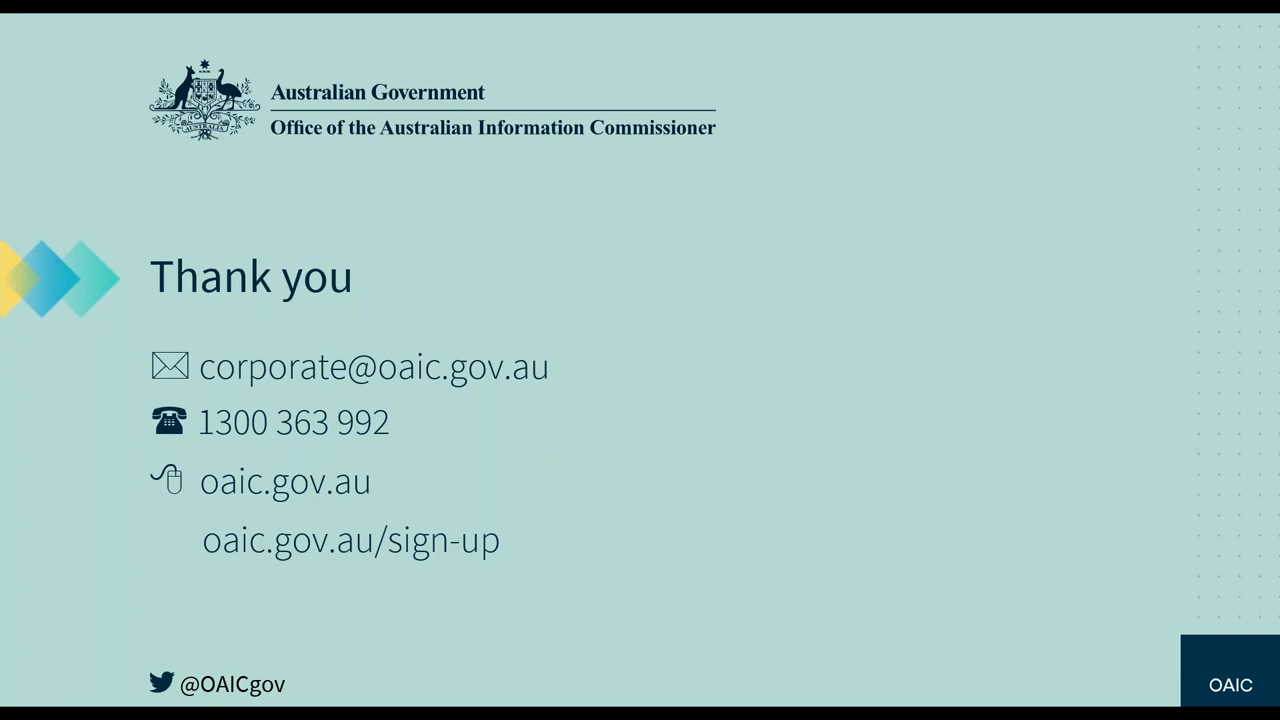 AUSTRALIA
Australian Government
Office of the Australian Information Commissioner
Thank you
corporate@oaic.gov.au
1300 363 992
oaic.gov.au
oaic.gov.au/sign-up
@OAICgov
OAIC